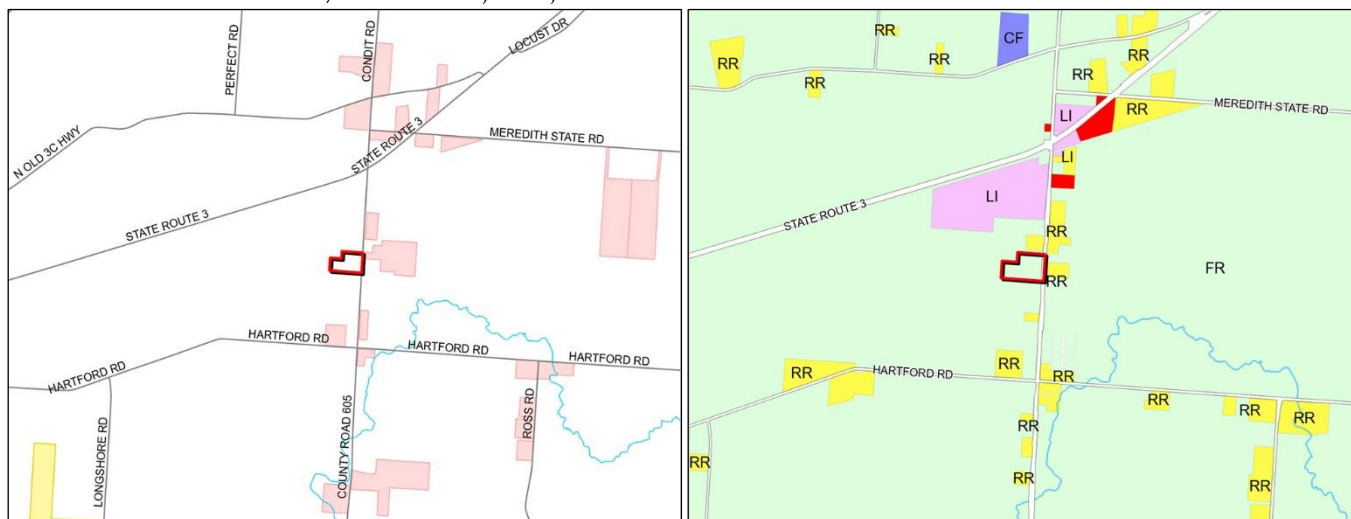 PERFECT RD
CONDIT RD
LOCUST DR
N OLD 3C HWY
STATE ROUTE 3
MEREDITH STATE RD
STATE ROUTE 3
HARTFORD RD
HARTFORD RD
HARTFORD RD
HARTFORD RD
LONGSHORE RD
COUNTY ROAD 605
ROSS RD
RR
CF
RR
RR
RR
RR
RR
RR
MEREDITH STATE RD
LI
LI
LI
STATE ROUTE 3
RR
FR
RR
RR
RR
HARTFORD RD
RR
RR
RR
RR
RR
RR
RR
RR